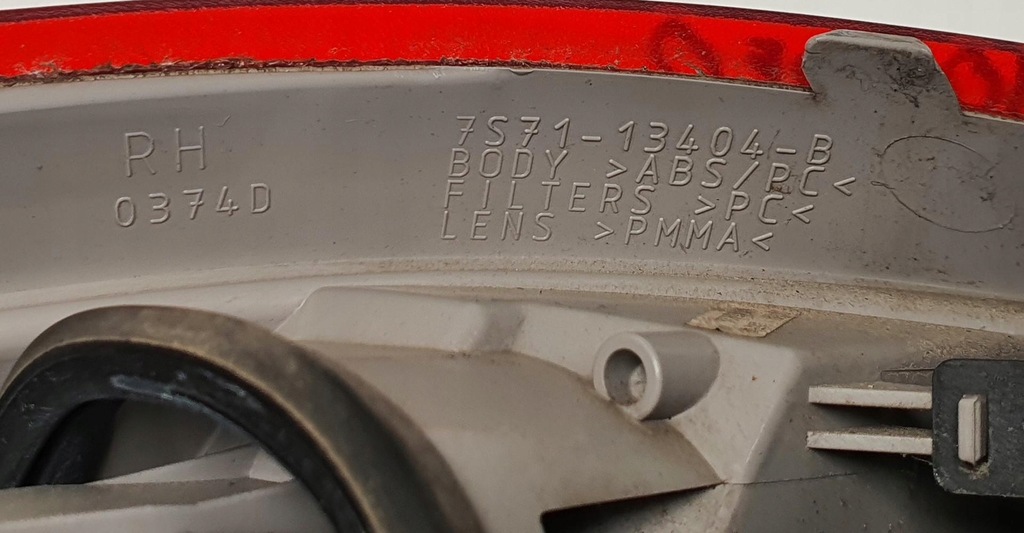 RH
0374D
7S71-13404-B
BODY >ABS/PC<
FILTERS >PC<
LENS >PMMA<